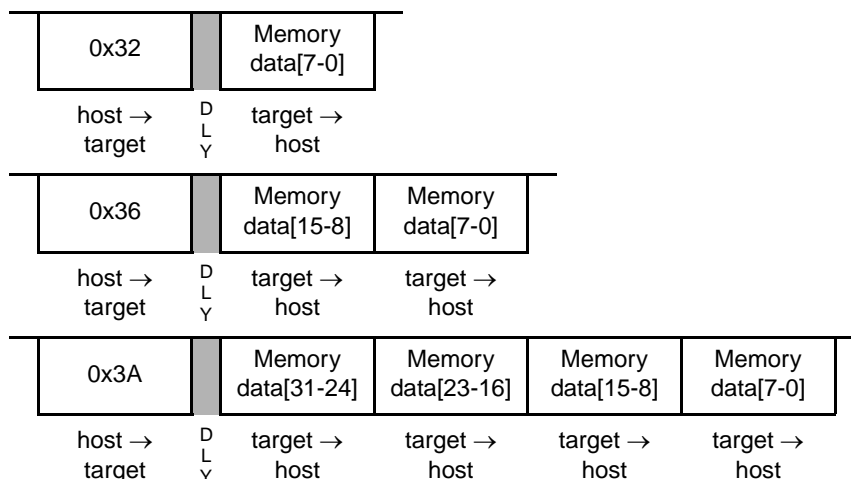 0x32
Memory
data[7-0]
host →
target
D
L
Y
target →
host
0x36
Memory
data[15-8]
Memory
data[7-0]
host →
target
D
L
Y
target →
host
target →
host
0x3A
Memory
data[31-24]
Memory
data[23-16]
Memory
data[15-8]
Memory
data[7-0]
host →
target
D
L
Y
target →
host
target →
host
target →
host
target →
host